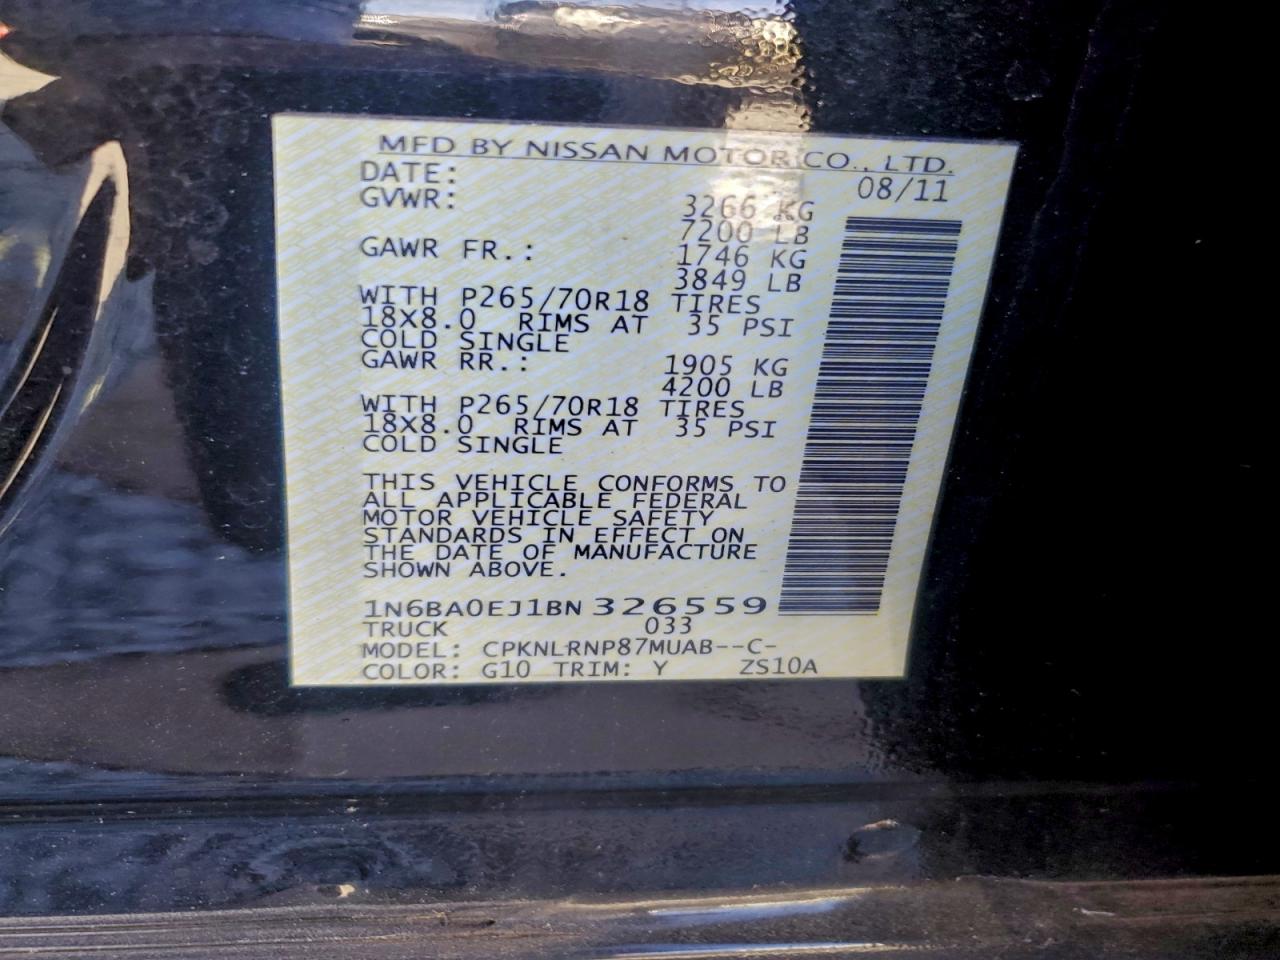 MFD BY NISSAN MOTOR CO., LTD.
DATE: 08/11
GVWR: 3266 KG
7200 LB
GAWR FR.: 1746 KG
3849 LB
WITH P265/70R18 TIRES
18X8.0 RIMS AT 35 PSI
COLD SINGLE
GAWR RR.: 1905 KG
4200 LB
WITH P265/70R18 TIRES
18X8.0 RIMS AT 35 PSI
COLD SINGLE
THIS VEHICLE CONFORMS TO
ALL APPLICABLE FEDERAL
MOTOR VEHICLE SAFETY
STANDARDS IN EFFECT ON
THE DATE OF MANUFACTURE
SHOWN ABOVE.
1N6BA0EJ1BN 326559
TRUCK 033
MODEL: CPKNLRNP87MUAB--C-
COLOR: G10 TRIM: Y ZS10A